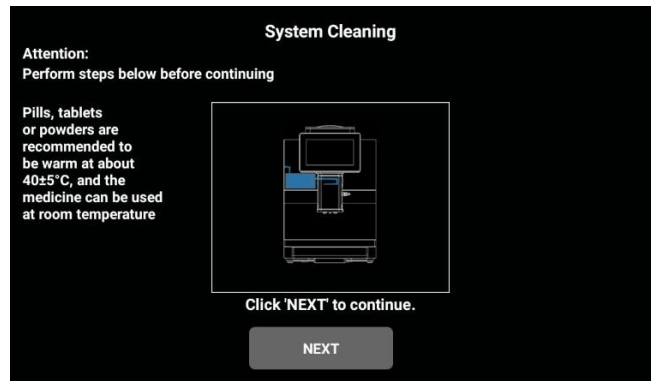 System Cleaning
Attention:
Perform steps below before continuing
Pills, tablets
or powders are
recommended to
be warm at about
40±5°C, and the
medicine can be used
at room temperature
Click 'NEXT' to continue.
NEXT